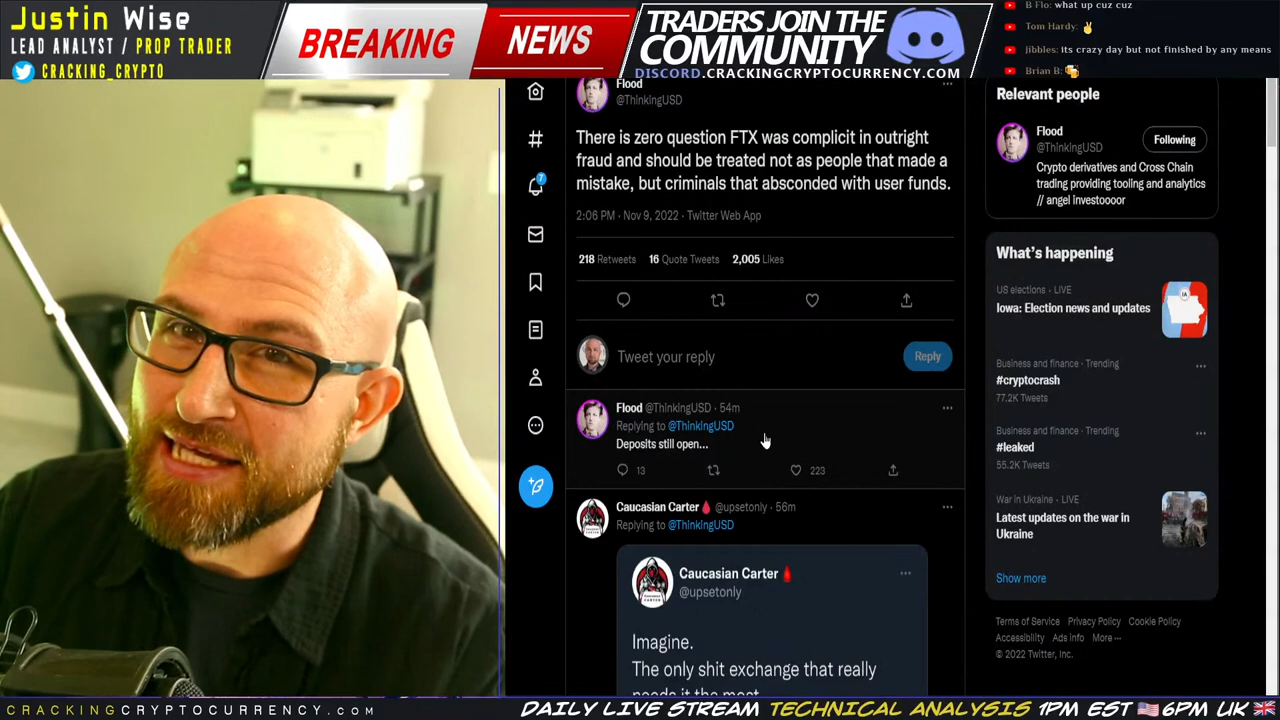 Justin Wise
LEAD ANALYST / PROP TRADER
CRACKING_CRYPTO
BREAKING
NEWS
TRADERS JOIN THE
COMMUNITY
DISCORD.CRACKINGCRYPTOCURRENCY.COM
B Flo: what up cuz cuz
Tom Hardy:
jibbles: its crazy day but not finished by any means
Brian B:
Flood
@ThinkingUSD
There is zero question FTX was complicit in outright
fraud and should be treated not as people that made a
mistake, but criminals that absconded with user funds.
2:06 PM · Nov 9, 2022 · Twitter Web App
218 Retweets 16 Quote Tweets 2,005 Likes
Tweet your reply
Reply
Flood @ThinkingUSD · 54m
Replying to @ThinkingUSD
Deposits still open...
13
223
Caucasian Carter @upsetonly · 56m
Replying to @ThinkingUSD
Caucasian Carter
@upsetonly
Imagine.
The only shit exchange that really
needs it the most
7
Relevant people
Flood
@ThinkingUSD
Following
Crypto derivatives and Cross Chain
trading providing tooling and analytics
// angel investoooor
What's happening
US elections · LIVE
Iowa: Election news and updates
Business and finance · Trending
#cryptocrash
77.2K Tweets
Business and finance · Trending
#leaked
55.2K Tweets
War in Ukraine · LIVE
Latest updates on the war in
Ukraine
Show more
Terms of Service Privacy Policy Cookie Policy
Accessibility Ads info More ···
© 2022 Twitter, Inc.
CRACKINGCRYPTOCURRENCY.com
DAILY LIVE STREAM TECHNICAL ANALYSIS 1PM EST 6PM UK